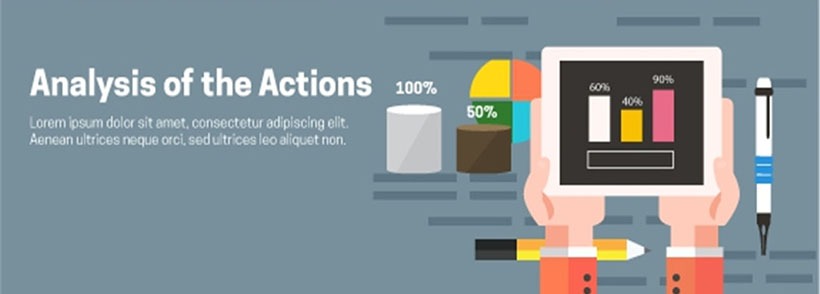 Analysis of the Actions
Lorem ipsum dolor sit amet, consectetur adipiscing elit.
Aenean ultrices neque orci, sed ultrices leo aliquet non.
100%
50%
60%
40%
90%